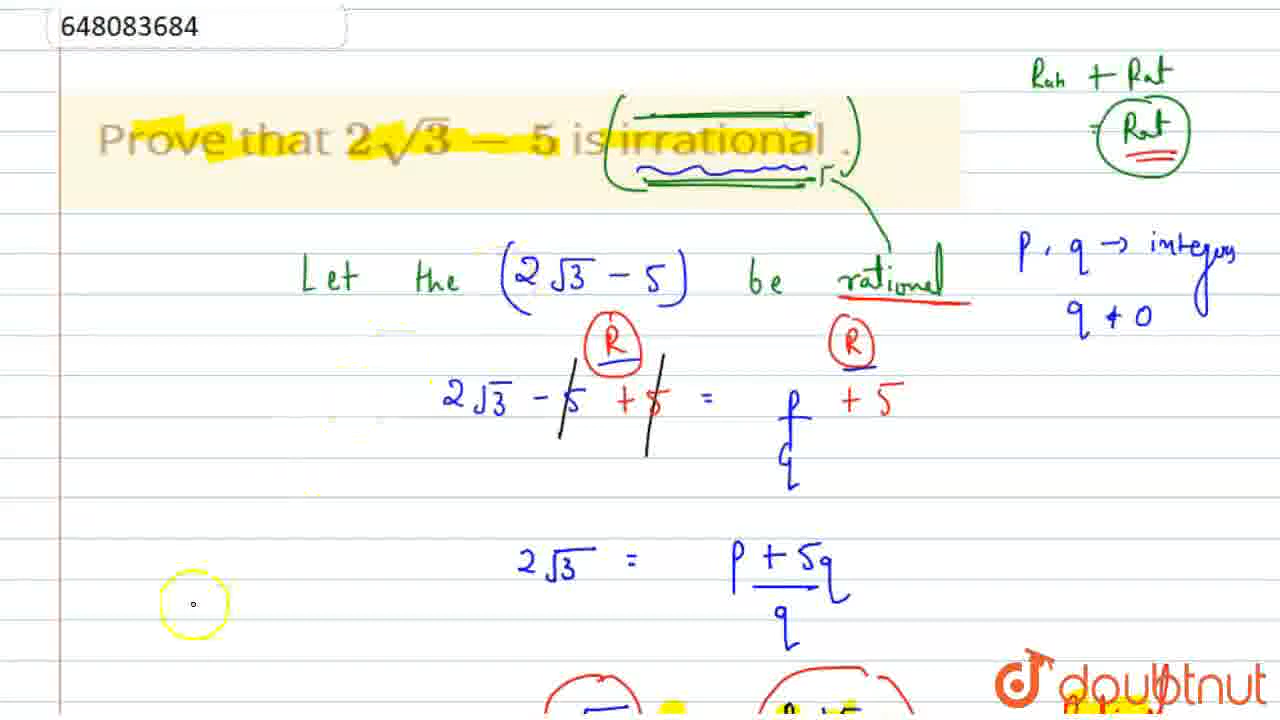 648083684
Prove that 2√3 − 5 is irrational .
Rat + Rat
= Rat
5
p, q → integers
q ≠ 0
Let the (2√3 − 5) be rational
R R
2√3 − 5 + 5 = p/q + 5
2√3 = p + 5q / q
doubtnut